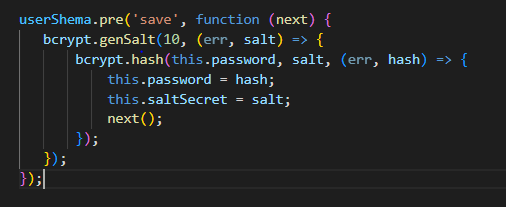 userShema.pre('save', function (next) {
    bcrypt.genSalt(10, (err, salt) => {
        bcrypt.hash(this.password, salt, (err, hash) => {
            this.password = hash;
            this.saltSecret = salt;
            next();
        });
    });
});